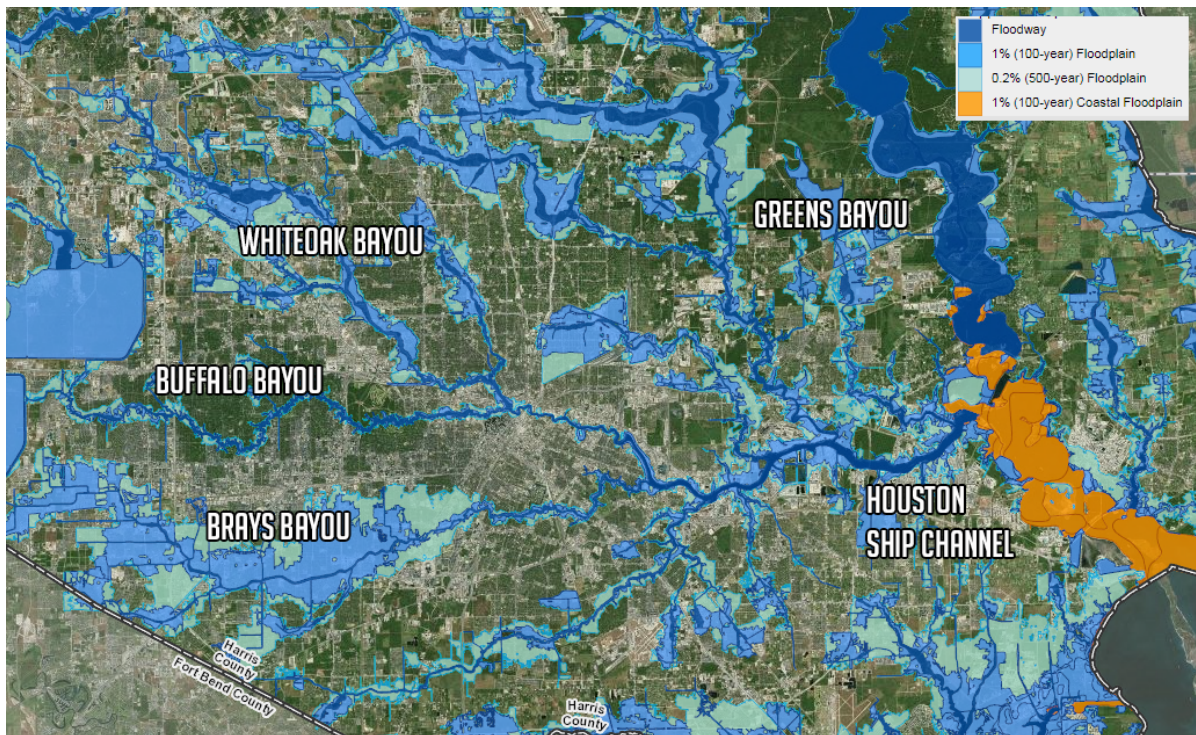 Floodway
1% (100-year) Floodplain
0.2% (500-year) Floodplain
1% (100-year) Coastal Floodplain
GREENS BAYOU
WHITEOAK BAYOU
BUFFALO BAYOU
HOUSTON
SHIP CHANNEL
BRAYS BAYOU
Harris
County
Fort Bend County
Harris
County